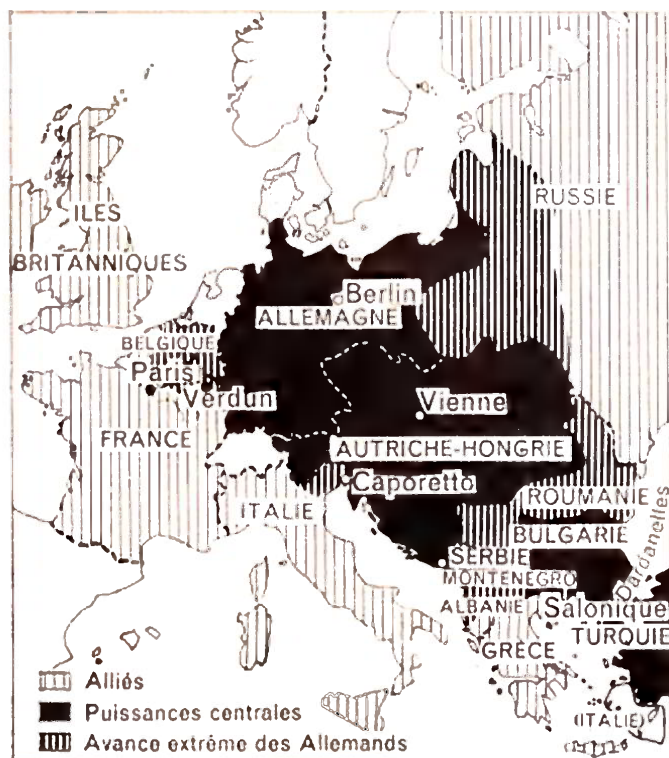 RUSSIE
ILES
BRITANNIQUES
Berlin
ALLEMAGNE
BELGIQUE
Paris
Verdun
Vienne
FRANCE
AUTRICHE-HONGRIE
Caporetto
ITALIE
ROUMANIE
BULGARIE
Dardanelles
SERBIE
MONTENEGRO
ALBANIE
Salonique
TURQUIE
GRÈCE
(ITALIE)
Alliés
Puissances centrales
Avance extrême des Allemands